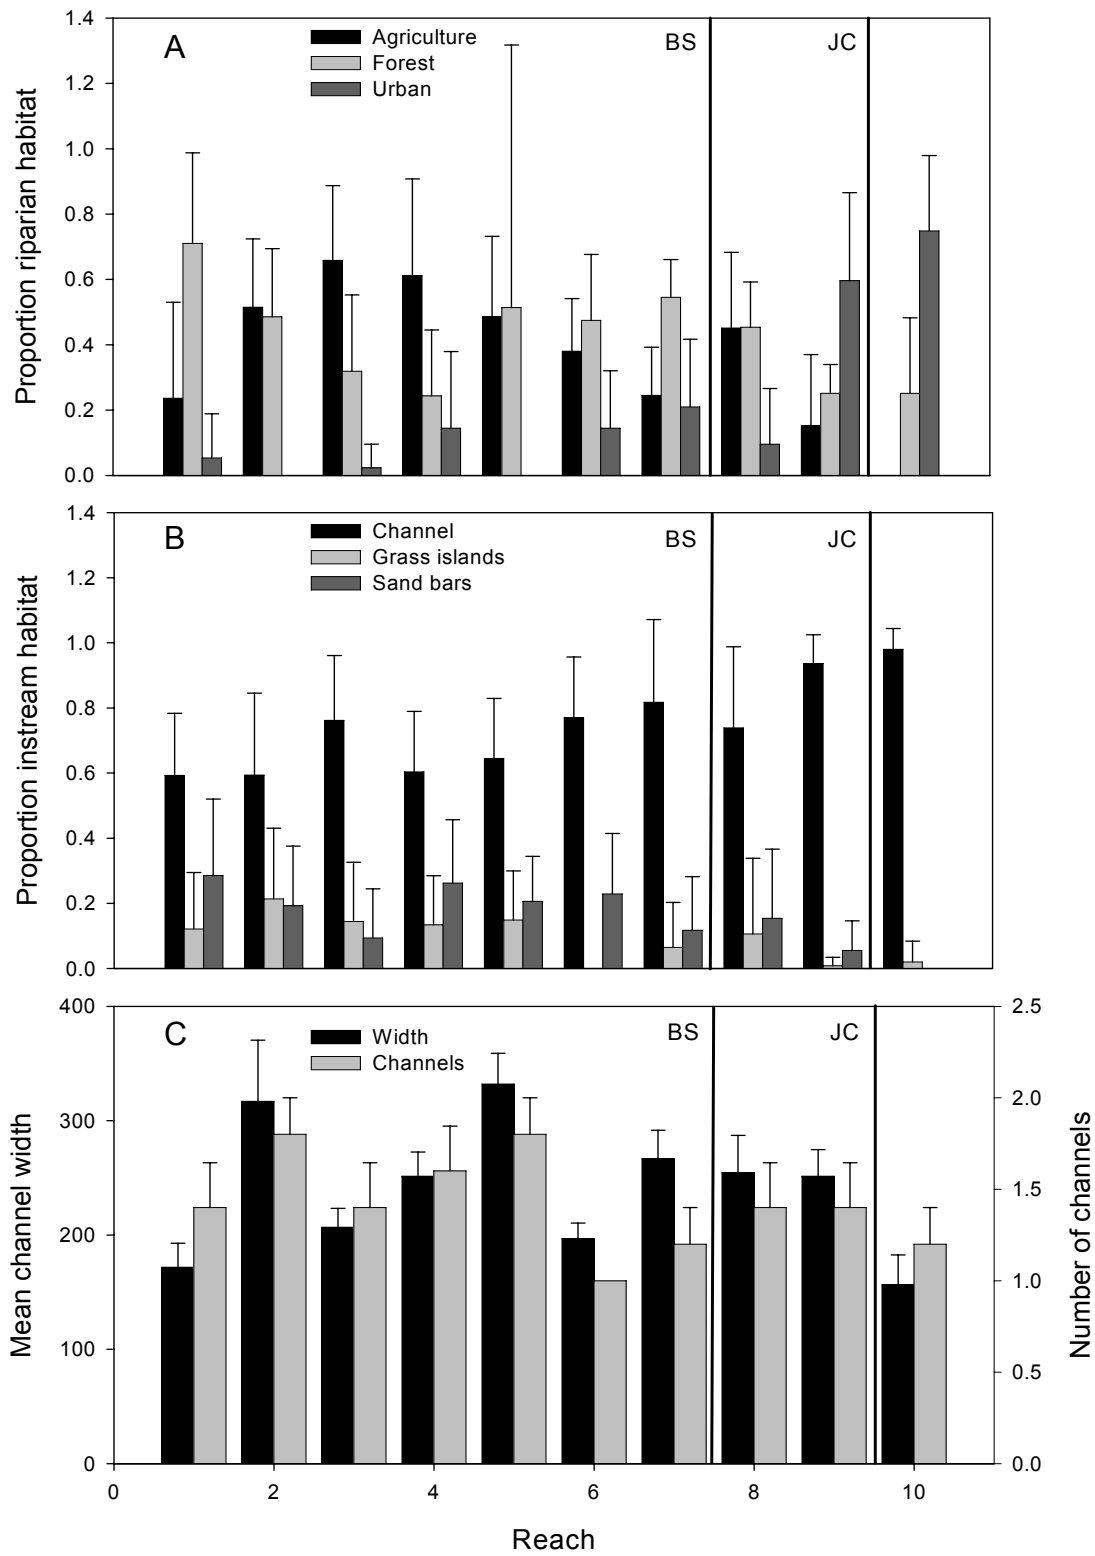 A
Agriculture
Forest
Urban
BS
JC
Proportion riparian habitat
1.4
1.2
1.0
0.8
0.6
0.4
0.2
0.0
B
Channel
Grass islands
Sand bars
BS
JC
Proportion instream habitat
1.4
1.2
1.0
0.8
0.6
0.4
0.2
0.0
C
Width
Channels
BS
JC
Mean channel width
400
300
200
100
0
Number of channels
2.5
2.0
1.5
1.0
0.5
0.0
0 2 4 6 8 10
Reach